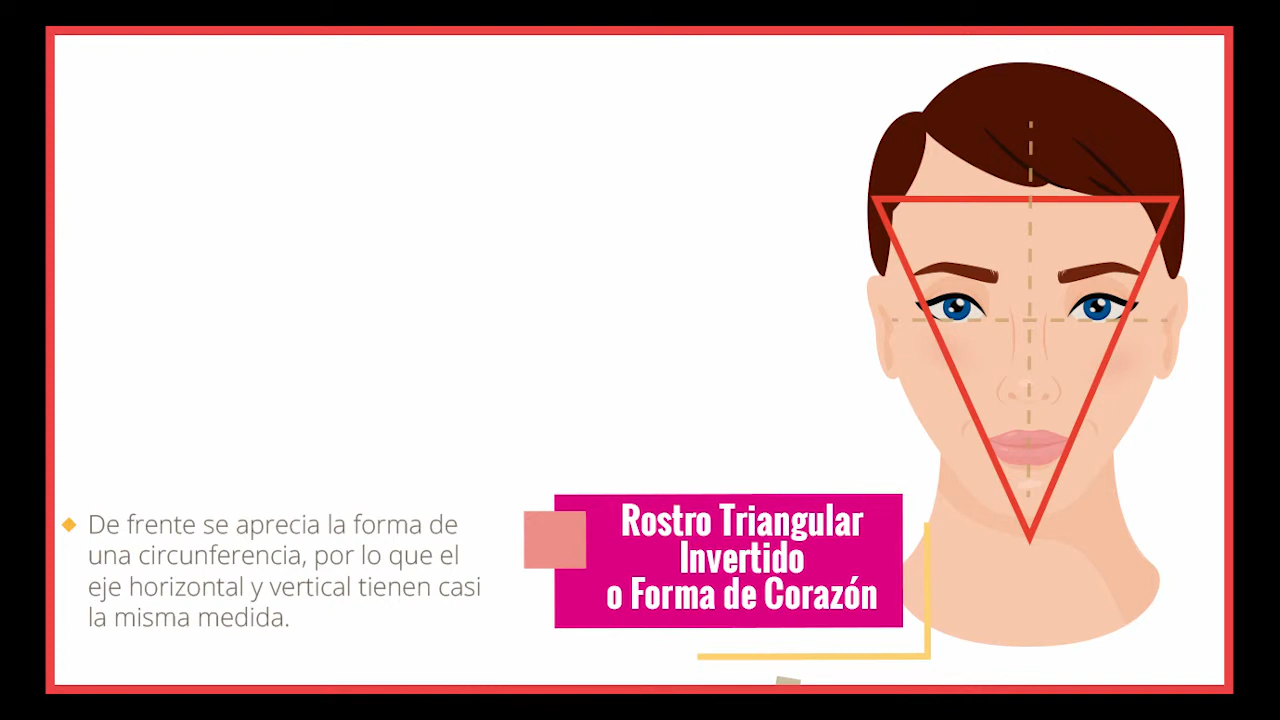 De frente se aprecia la forma de
una circunferencia, por lo que el
eje horizontal y vertical tienen casi
la misma medida.
Rostro Triangular
Invertido
o Forma de Corazón